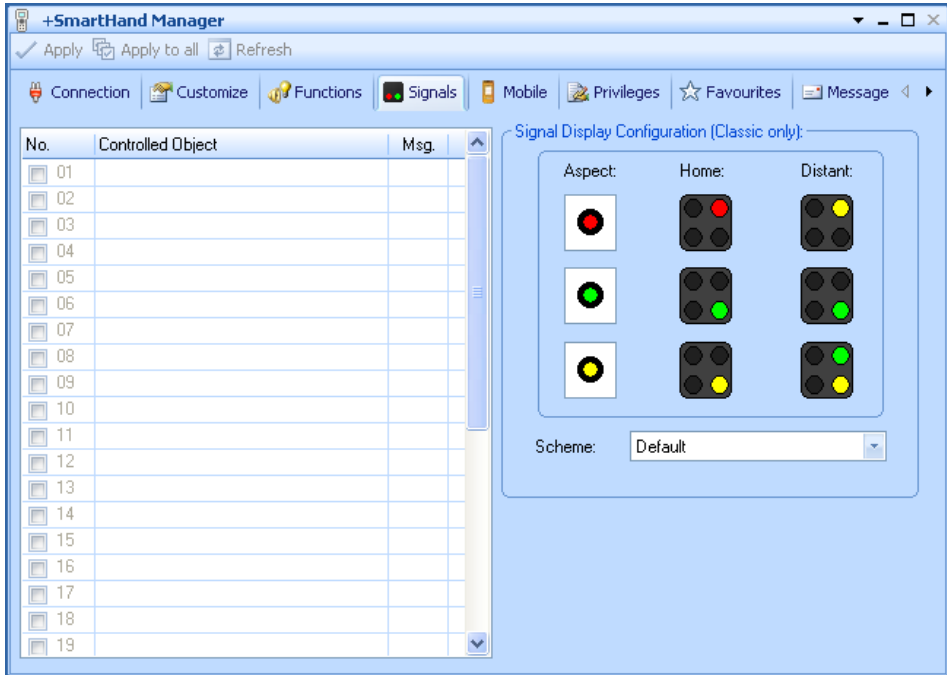 +SmartHand Manager
Apply Apply to all Refresh
Connection Customize Functions Signals Mobile Privileges Favourites Message
No. Controlled Object Msg.
01
02
03
04
05
06
07
08
09
10
11
12
13
14
15
16
17
18
19
Signal Display Configuration (Classic only):
Aspect: Home: Distant:
Scheme: Default